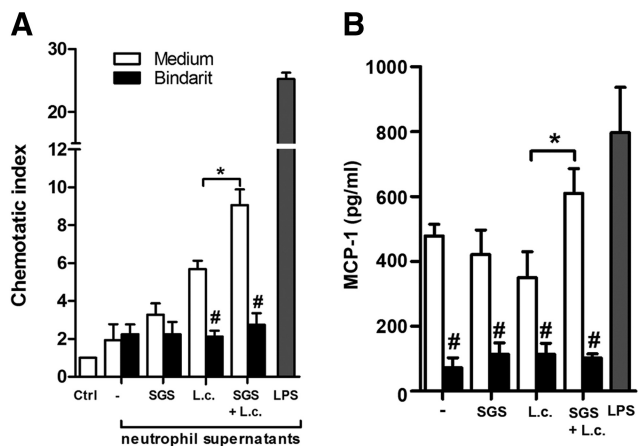 A
Chemotatic index
30
25
20
12
10
8
6
4
2
0
Medium
Bindarit
*
#
#
Ctrl
-
SGS
L.c.
SGS
+ L.c.
LPS
neutrophil supernatants
B
MCP-1 (pg/ml)
1000
800
600
400
200
0
*
#
#
#
#
-
SGS
L.c.
SGS
+ L.c.
LPS